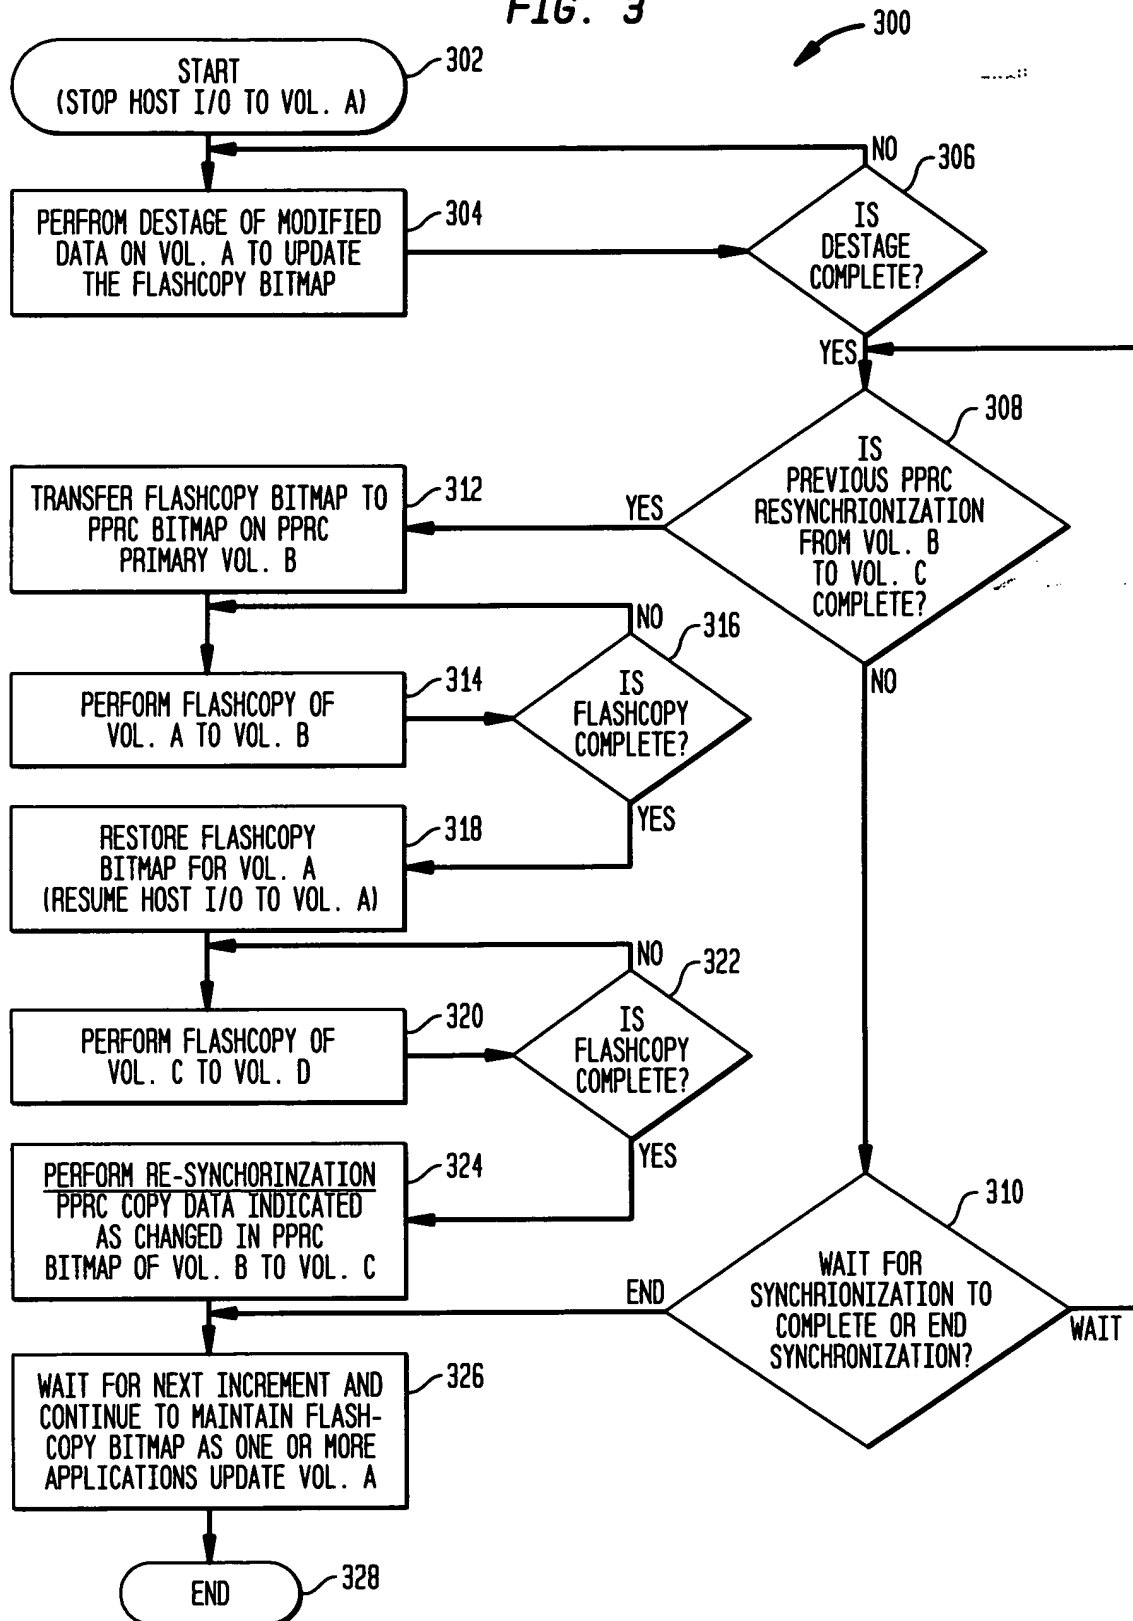 FIG. 3
300
START
(STOP HOST I/O TO VOL. A)
302
NO
306
PERFROM DESTAGE OF MODIFIED
DATA ON VOL. A TO UPDATE
THE FLASHCOPY BITMAP
304
IS
DESTAGE
COMPLETE?
YES
308
IS
PREVIOUS PPRC
RESYNCHRIONIZATION
FROM VOL. B
TO VOL. C
COMPLETE?
YES
NO
TRANSFER FLASHCOPY BITMAP TO
PPRC BITMAP ON PPRC
PRIMARY VOL. B
312
NO
316
PERFORM FLASHCOPY OF
VOL. A TO VOL. B
314
IS
FLASHCOPY
COMPLETE?
YES
RESTORE FLASHCOPY
BITMAP FOR VOL. A
(RESUME HOST I/O TO VOL. A)
318
NO
322
PERFORM FLASHCOPY OF
VOL. C TO VOL. D
320
IS
FLASHCOPY
COMPLETE?
YES
PERFORM RE-SYNCHORINZATION
PPRC COPY DATA INDICATED
AS CHANGED IN PPRC
BITMAP OF VOL. B TO VOL. C
324
310
WAIT FOR
SYNCHRIONIZATION TO
COMPLETE OR END
SYNCHRONIZATION?
END
WAIT
WAIT FOR NEXT INCREMENT AND
CONTINUE TO MAINTAIN FLASH-
COPY BITMAP AS ONE OR MORE
APPLICATIONS UPDATE VOL. A
326
END
328